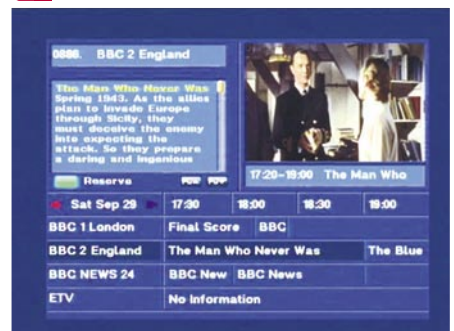 0886. BBC 2 England
The Man Who Never Was
Spring 1943. As the allies
plan to invade Europe
through Sicily, they
must deceive the enemy
into expecting the
attack. So they prepare
a daring and ingenious
Reserve
17:20-19:00 The Man Who
Sat Sep 29 17:30 18:00 18:30 19:00
BBC 1 London Final Score BBC
BBC 2 England The Man Who Never Was The Blue
BBC NEWS 24 BBC New BBC News
ETV No Information